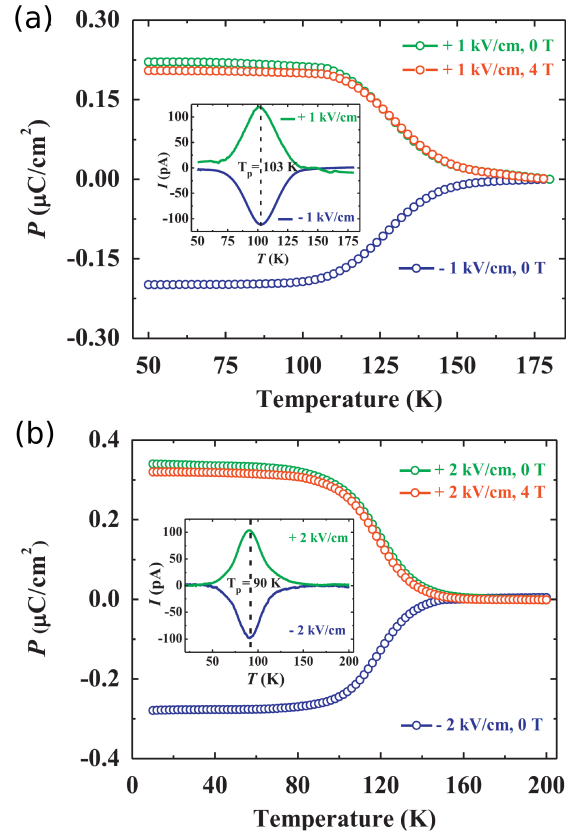 (a)
+ 1 kV/cm, 0 T
+ 1 kV/cm, 4 T
- 1 kV/cm, 0 T
0.30
0.15
0.00
-0.15
-0.30
P (μC/cm²)
50 75 100 125 150 175
Temperature (K)
100
50
0
-50
-100
I (pA)
+ 1 kV/cm
Tp= 103 K
- 1 kV/cm
50 75 100 125 150 175
T (K)
(b)
+ 2 kV/cm, 0 T
+ 2 kV/cm, 4 T
- 2 kV/cm, 0 T
0.4
0.2
0.0
-0.2
-0.4
P (μC/cm²)
0 40 80 120 160 200
Temperature (K)
100
50
0
-50
-100
I (pA)
+ 2 kV/cm
Tp= 90 K
- 2 kV/cm
50 100 150 200
T (K)